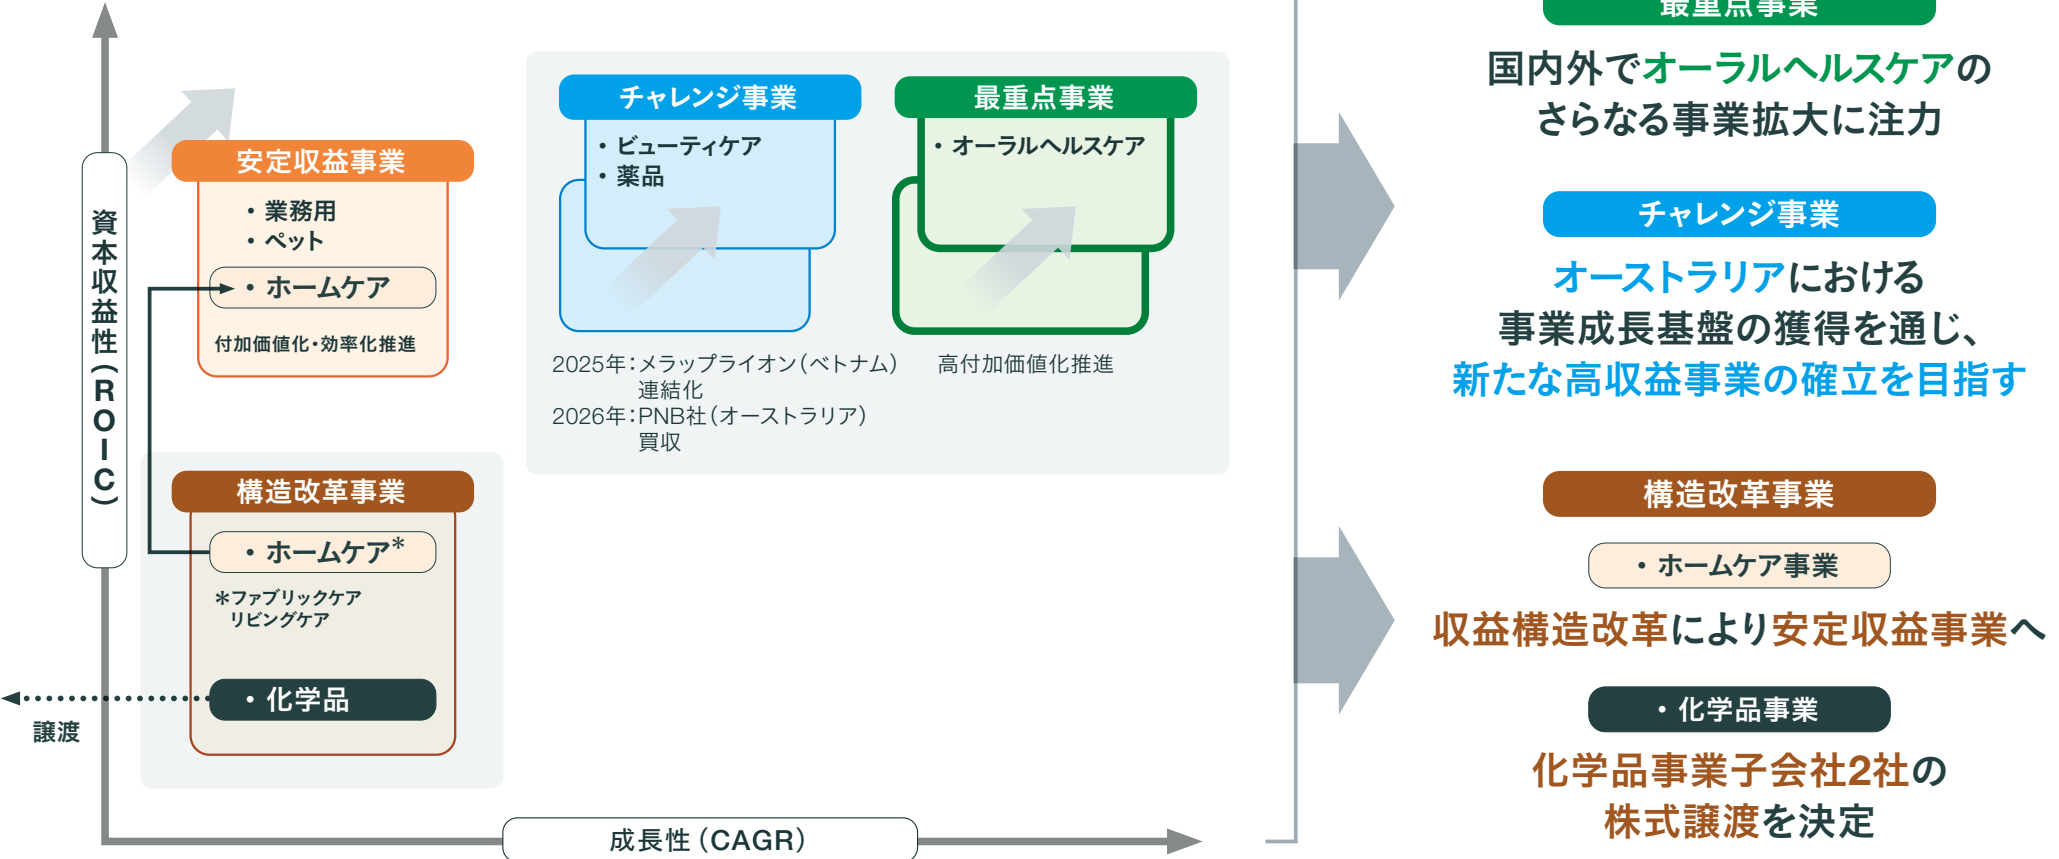 資本収益性(ROIC)
安定収益事業
・業務用
・ペット
・ホームケア
付加価値化・効率化推進
チャレンジ事業
・ビューティケア
・薬品
2025年：メラップライオン(ベトナム)
連結化
2026年：PNB社(オーストラリア)
買収
最重点事業
・オーラルヘルスケア
高付加価値化推進
構造改革事業
・ホームケア*
*ファブリックケア
リビングケア
・化学品
譲渡
成長性(CAGR)
最重点事業
国内外でオーラルヘルスケアの
さらなる事業拡大に注力
チャレンジ事業
オーストラリアにおける
事業成長基盤の獲得を通じ、
新たな高収益事業の確立を目指す
構造改革事業
・ホームケア事業
収益構造改革により安定収益事業へ
・化学品事業
化学品事業子会社2社の
株式譲渡を決定